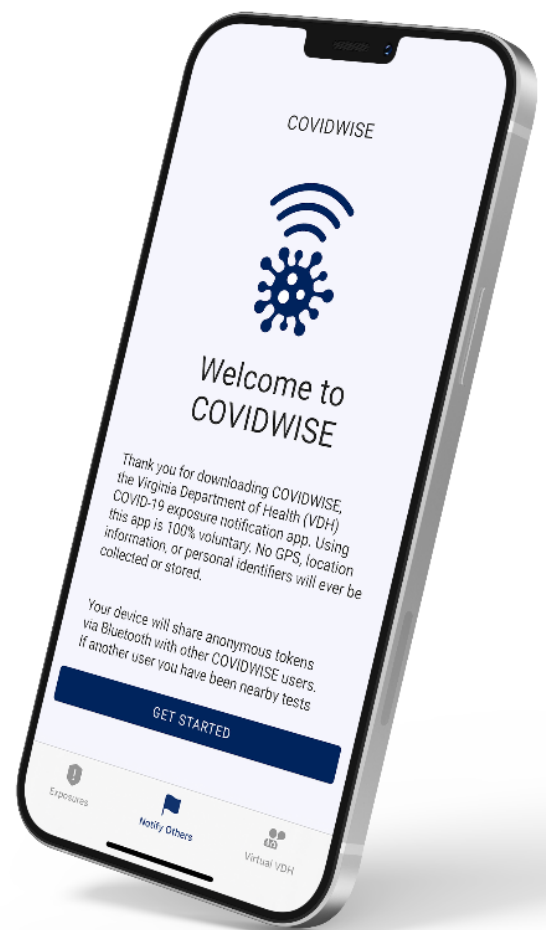 COVIDWISE
Welcome to
COVIDWISE
Thank you for downloading COVIDWISE,
the Virginia Department of Health (VDH)
COVID-19 exposure notification app. Using
this app is 100% voluntary. No GPS, location
information, or personal identifiers will ever be
collected or stored.
Your device will share anonymous tokens
via Bluetooth with other COVIDWISE users.
If another user you have been nearby tests
GET STARTED
Exposures
Notify Others
Virtual VDH